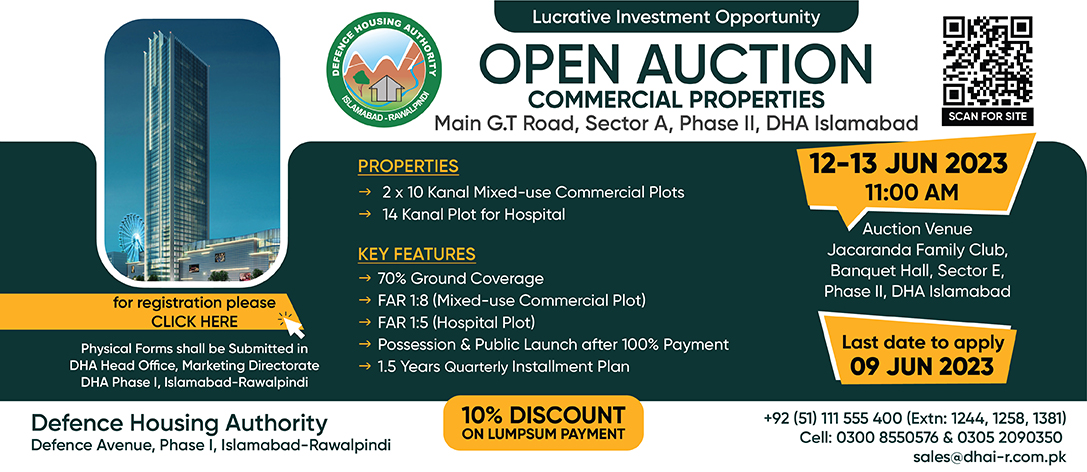 Lucrative Investment Opportunity
DEFENCE HOUSING AUTHORITY
ISLAMABAD - RAWALPINDI
OPEN AUCTION
COMMERCIAL PROPERTIES
Main G.T Road, Sector A, Phase II, DHA Islamabad
SCAN FOR SITE
PROPERTIES
→ 2 x 10 Kanal Mixed-use Commercial Plots
→ 14 Kanal Plot for Hospital
KEY FEATURES
→ 70% Ground Coverage
→ FAR 1:8 (Mixed-use Commercial Plot)
→ FAR 1:5 (Hospital Plot)
→ Possession & Public Launch after 100% Payment
→ 1.5 Years Quarterly Installment Plan
12-13 JUN 2023
11:00 AM
Auction Venue
Jacaranda Family Club,
Banquet Hall, Sector E,
Phase II, DHA Islamabad
Last date to apply
09 JUN 2023
for registration please
CLICK HERE
Physical Forms shall be Submitted in
DHA Head Office, Marketing Directorate
DHA Phase I, Islamabad-Rawalpindi
Defence Housing Authority
Defence Avenue, Phase I, Islamabad-Rawalpindi
10% DISCOUNT
ON LUMPSUM PAYMENT
+92 (51) 111 555 400 (Extn: 1244, 1258, 1381)
Cell: 0300 8550576 & 0305 2090350
sales@dhai-r.com.pk